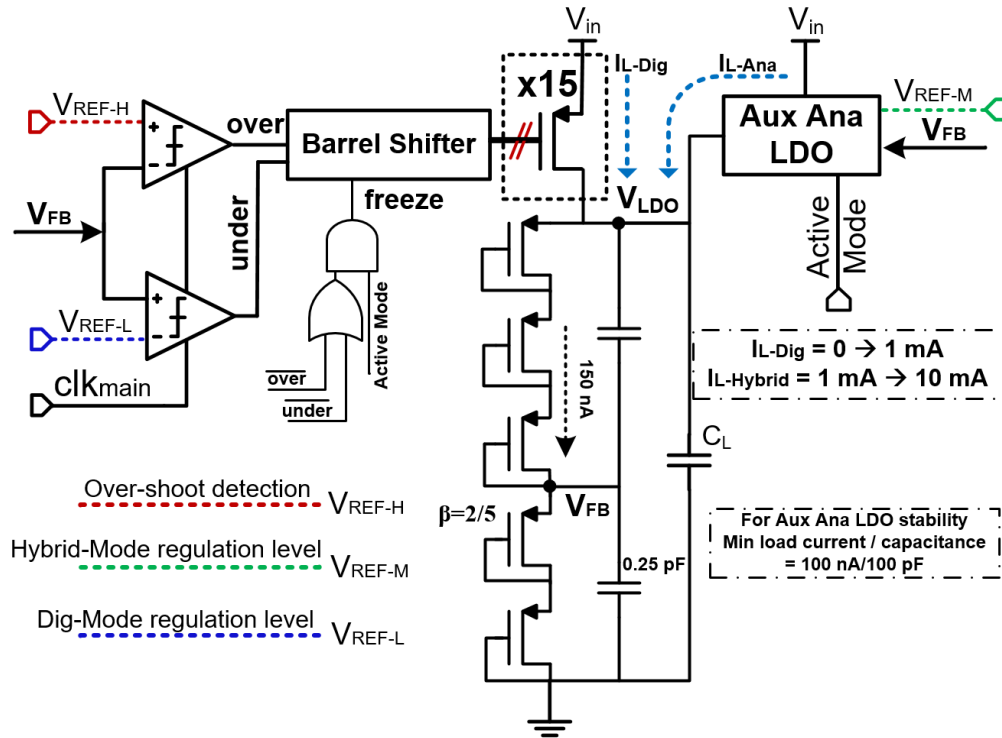 Vin
Vin
x15
IL-Dig
IL-Ana
VREF-H
+
-
over
Barrel Shifter
Aux Ana
LDO
VREF-M
VFB
VFB
under
freeze
VLDO
Active
Mode
+
-
VREF-L
clkmain
over
under
Active Mode
150 nA
IL-Dig = 0 → 1 mA
IL-Hybrid = 1 mA → 10 mA
CL
Over-shoot detection VREF-H
β=2/5
VFB
Hybrid-Mode regulation level VREF-M
0.25 pF
For Aux Ana LDO stability
Min load current / capacitance
= 100 nA/100 pF
Dig-Mode regulation level VREF-L